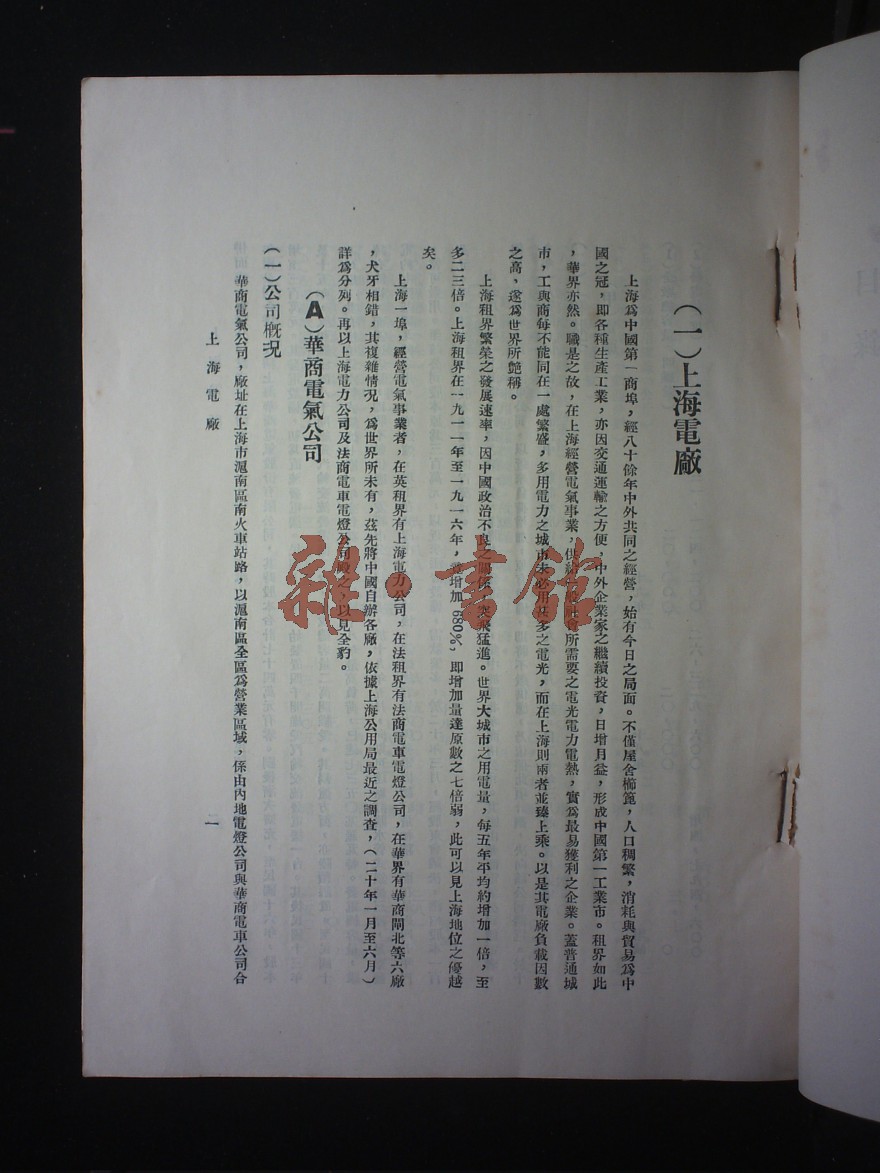 (一)上海電廠
上海爲中國第一商埠,經八十餘年中外共同之經營,始有今日之局面。不僅屋舍櫛篦,人口稠繁,消耗與貿易爲中
國之冠,即各種生產工業,亦因交通運輸之方便,中外企業家之繼續投資,日增月益,形成中國第一工業市。租界如此
,華界亦然。職是之故,在上海經營電氣事業,供給一般社會所需要之電光電力電熱,實爲最易獲利之企業。蓋普通城
市,工與商每不能同在一處繁盛,多用電力之城市未必用更多之電光,而在上海則兩者並臻上乘。以是其電廠負載因數
之高,遂爲世界所艷稱。
上海租界繁榮之發展速率,因中國政治不良之關係,突飛猛進。世界大城市之用電量,每五年平均約增加一倍,至
多二三倍。上海租界在一九一一年至一九一六年,增加 680%,即增加量達原數之七倍弱,此可以見上海地位之優越
矣。
上海一埠,經營電氣事業者,在英租界有上海電力公司,在法租界有法商電車電燈公司,在華界有華商閘北等六廠
,犬牙相錯,其複雜情況,爲世界所未有,茲先將中國自辦各廠,依據上海公用局最近之調查,(二十年一月至六月)
詳爲分列。再以上海電力公司及法商電車電燈公司殿之,以見全豹。
(A)華商電氣公司
(一)公司概況
華商電氣公司,廠址在上海市滬南區南火車站路,以滬南區全區爲營業區域,係由內地電燈公司與華商電車公司合
上海電廠
一
雜·書館